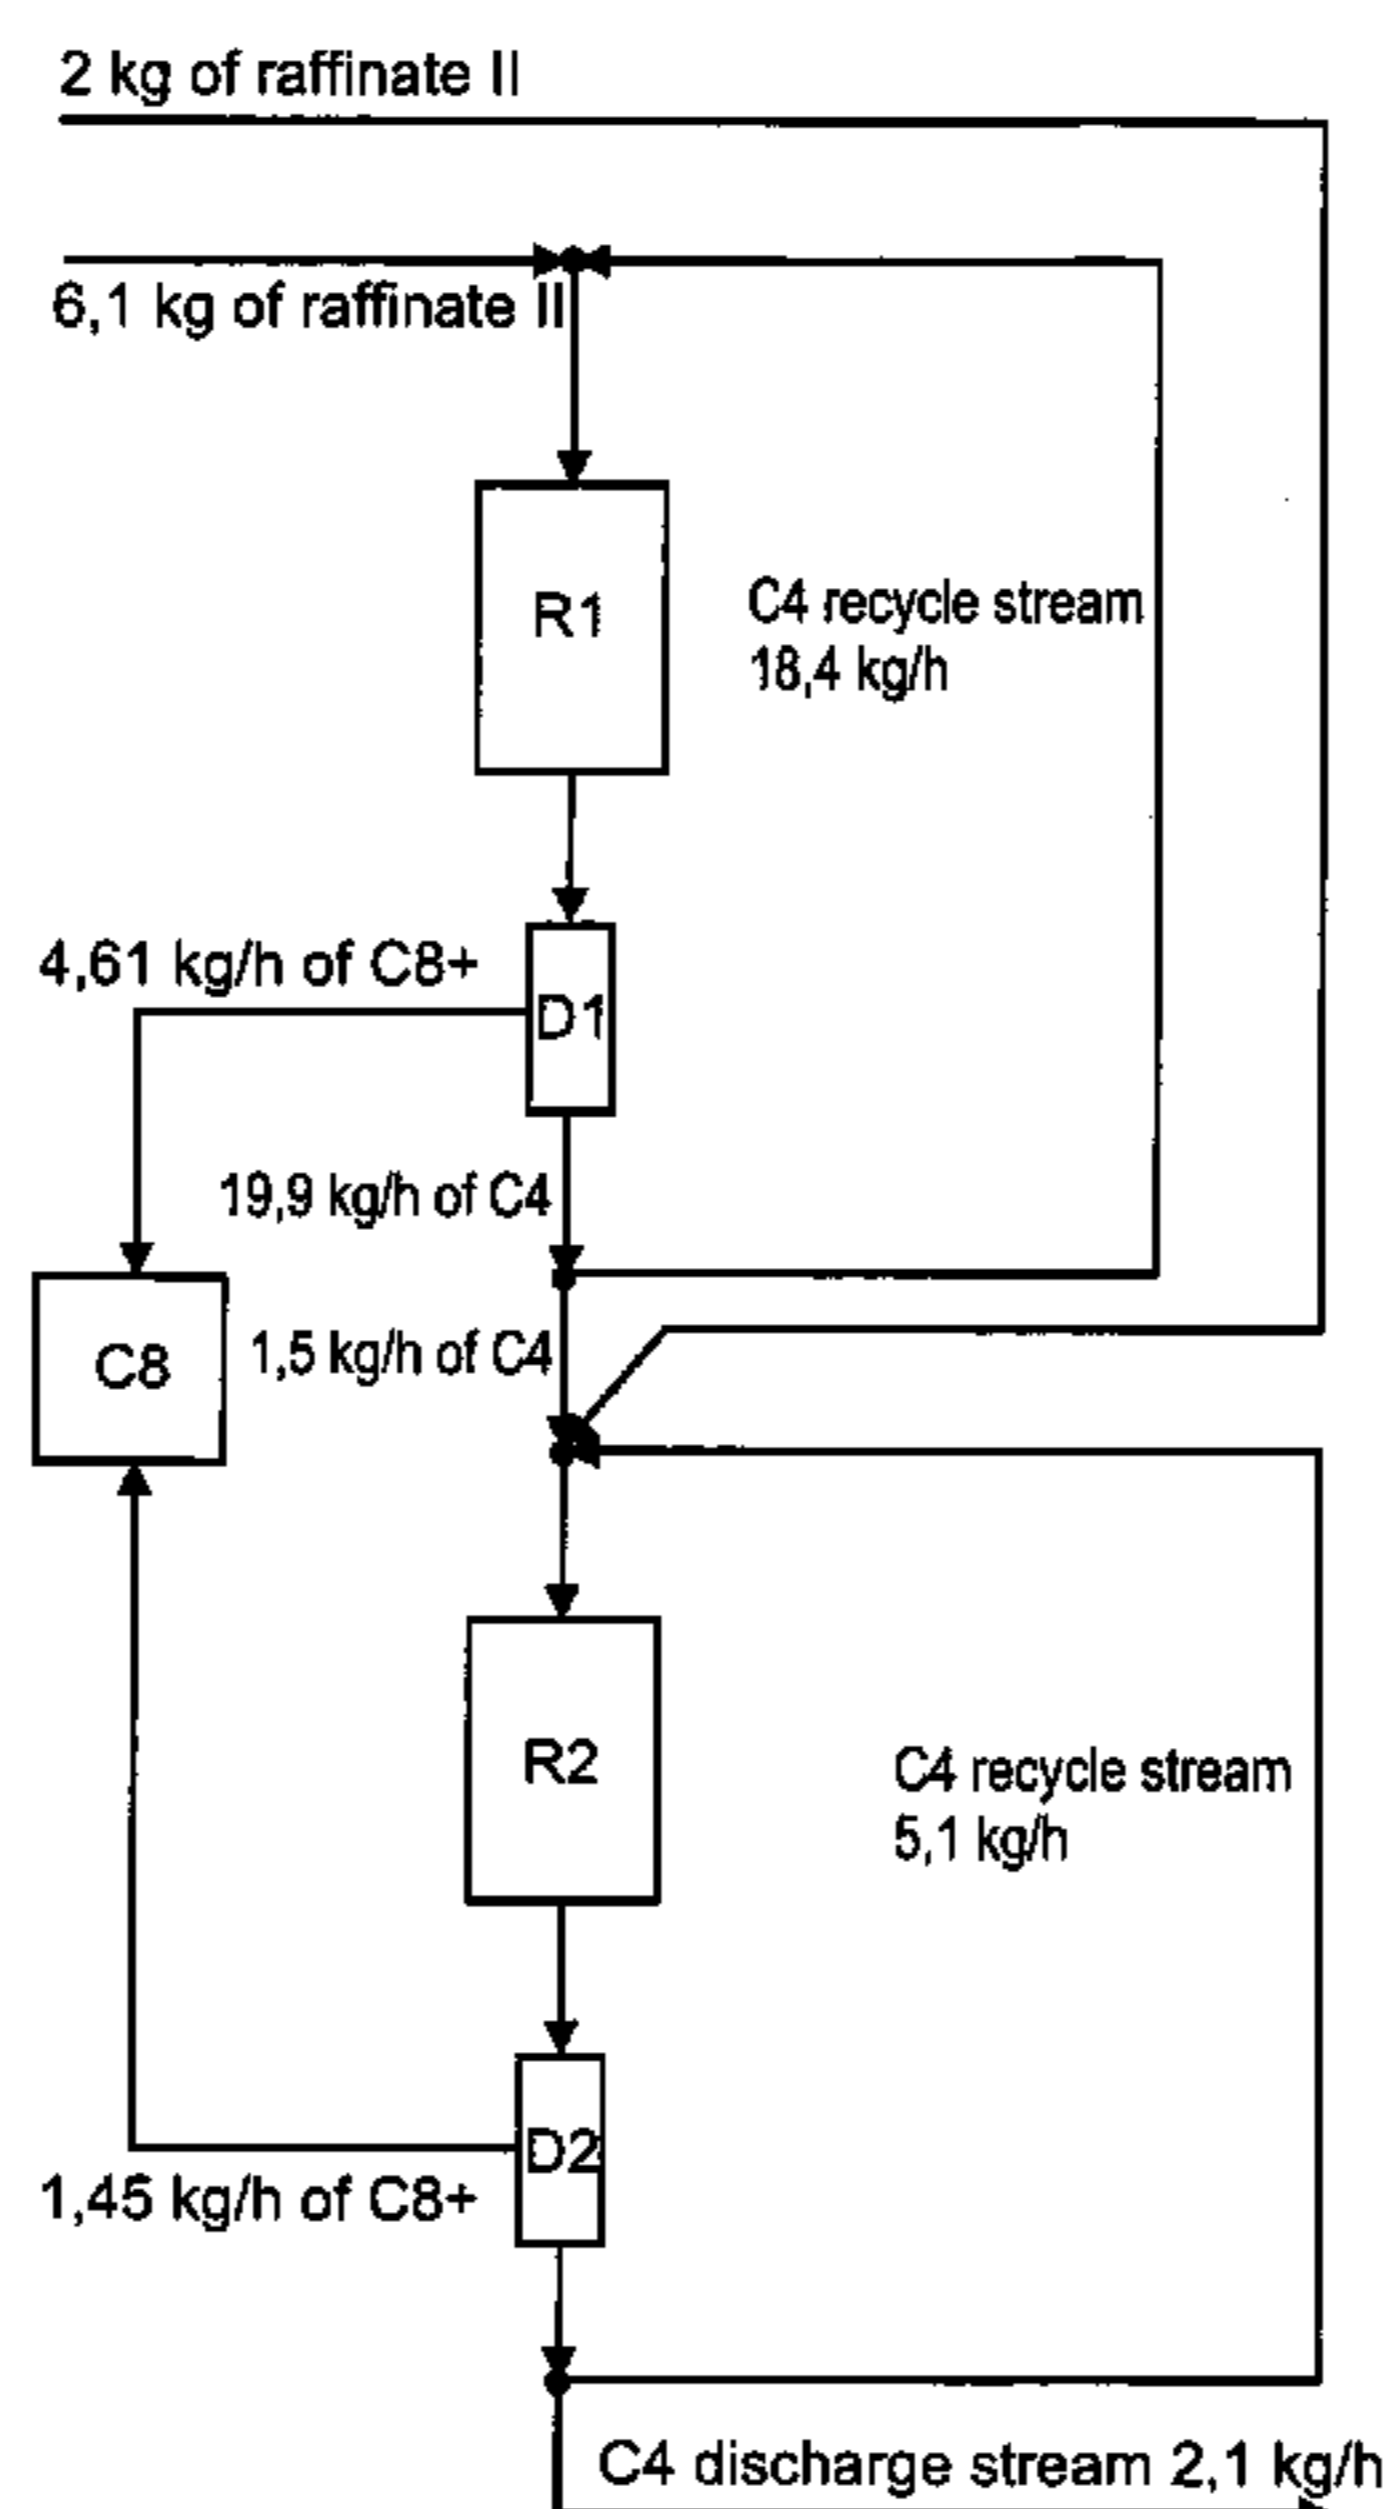 2 kg of raffinate II
6,1 kg of raffinate II
R1
C4 recycle stream
18,4 kg/h
4,61 kg/h of C8+
D1
19,9 kg/h of C4
C8
1,5 kg/h of C4
R2
C4 recycle stream
5,1 kg/h
D2
1,45 kg/h of C8+
C4 discharge stream 2,1 kg/h